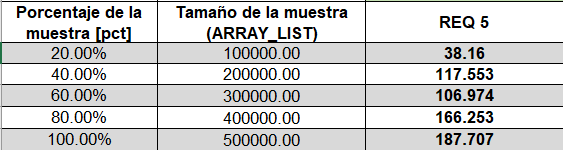 Porcentaje de la muestra [pct] Tamaño de la muestra (ARRAY_LIST) REQ 5
20.00% 100000.00 38.16
40.00% 200000.00 117.553
60.00% 300000.00 106.974
80.00% 400000.00 166.253
100.00% 500000.00 187.707